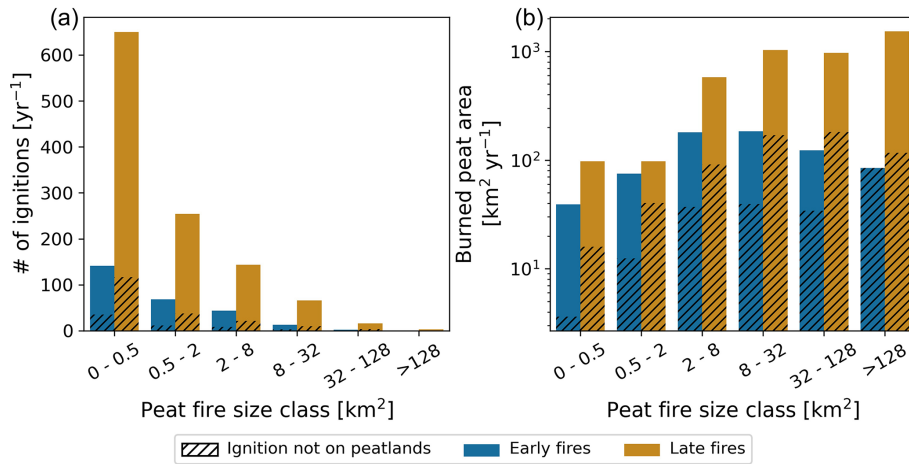 (a)
# of ignitions [yr⁻¹]
600
500
400
300
200
100
0
0 - 0.5
0.5 - 2
2 - 8
8 - 32
32 - 128
>128
Peat fire size class [km²]
(b)
Burned peat area
[km² yr⁻¹]
10³
10²
10¹
0 - 0.5
0.5 - 2
2 - 8
8 - 32
32 - 128
>128
Peat fire size class [km²]
Ignition not on peatlands
Early fires
Late fires